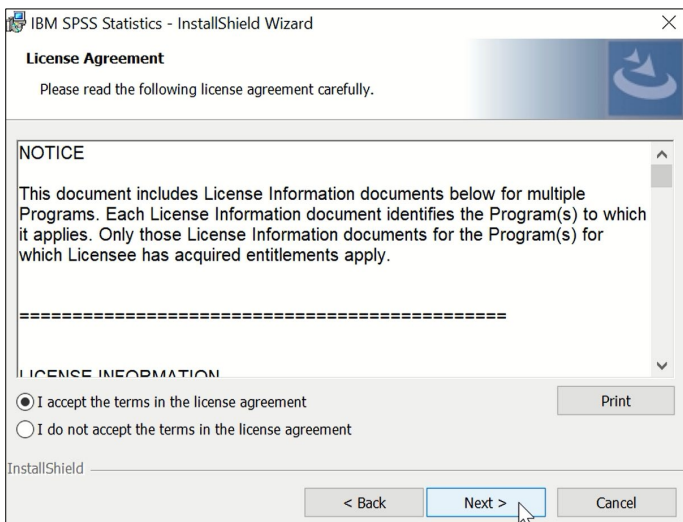 IBM SPSS Statistics - InstallShield Wizard
License Agreement
Please read the following license agreement carefully.
NOTICE
This document includes License Information documents below for multiple
Programs. Each License Information document identifies the Program(s) to which
it applies. Only those License Information documents for the Program(s) for
which Licensee has acquired entitlements apply.
==============================================
LICENSE INFORMATION
I accept the terms in the license agreement
Print
I do not accept the terms in the license agreement
InstallShield
< Back
Next >
Cancel